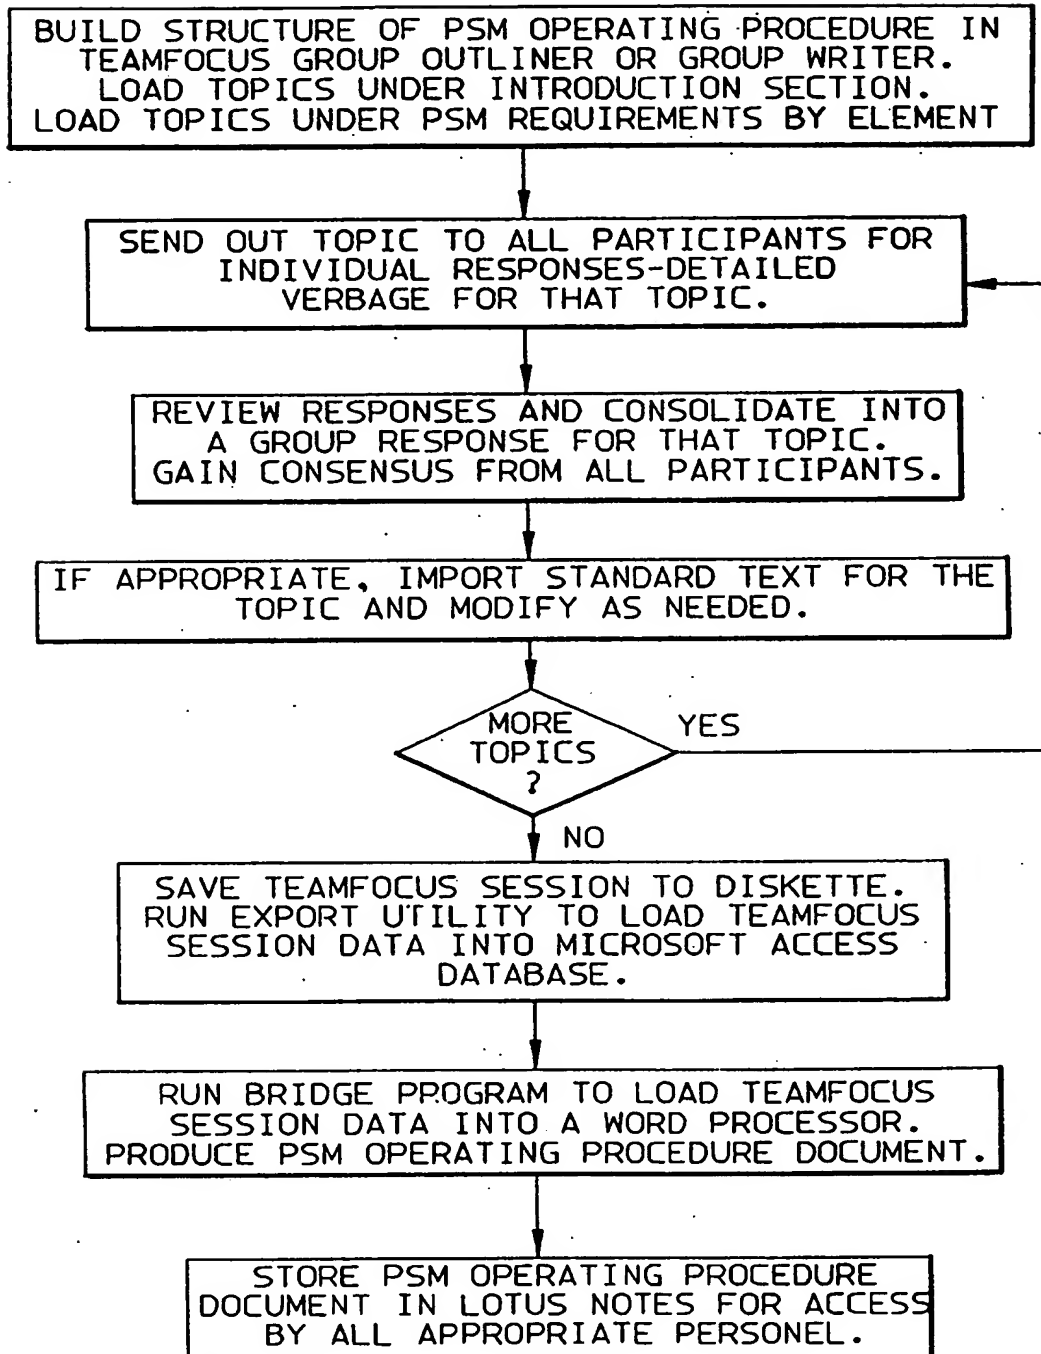 BUILD STRUCTURE OF PSM OPERATING PROCEDURE IN
TEAMFOCUS GROUP OUTLINER OR GROUP WRITER.
LOAD TOPICS UNDER INTRODUCTION SECTION.
LOAD TOPICS UNDER PSM REQUIREMENTS BY ELEMENT
SEND OUT TOPIC TO ALL PARTICIPANTS FOR
INDIVIDUAL RESPONSES-DETAILED
VERBAGE FOR THAT TOPIC.
REVIEW RESPONSES AND CONSOLIDATE INTO
A GROUP RESPONSE FOR THAT TOPIC.
GAIN CONSENSUS FROM ALL PARTICIPANTS.
IF APPROPRIATE, IMPORT STANDARD TEXT FOR THE
TOPIC AND MODIFY AS NEEDED.
MORE
TOPICS
?
YES
NO
SAVE TEAMFOCUS SESSION TO DISKETTE.
RUN EXPORT UTILITY TO LOAD TEAMFOCUS
SESSION DATA INTO MICROSOFT ACCESS
DATABASE.
RUN BRIDGE PROGRAM TO LOAD TEAMFOCUS
SESSION DATA INTO A WORD PROCESSOR.
PRODUCE PSM OPERATING PROCEDURE DOCUMENT.
STORE PSM OPERATING PROCEDURE
DOCUMENT IN LOTUS NOTES FOR ACCESS
BY ALL APPROPRIATE PERSONEL.